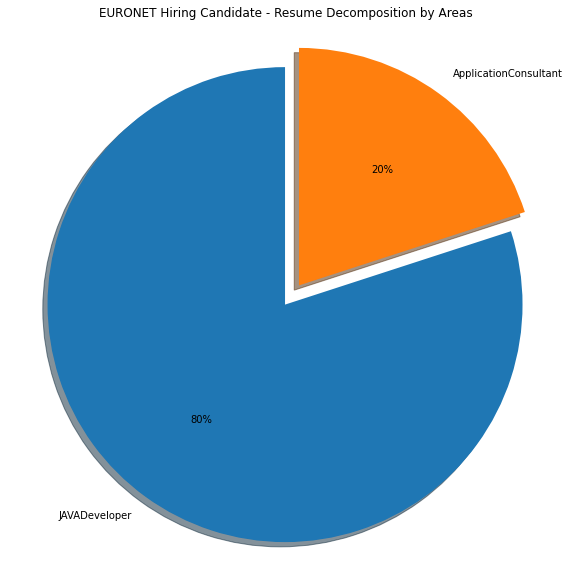 EURONET Hiring Candidate - Resume Decomposition by Areas
ApplicationConsultant
20%
80%
JAVADeveloper